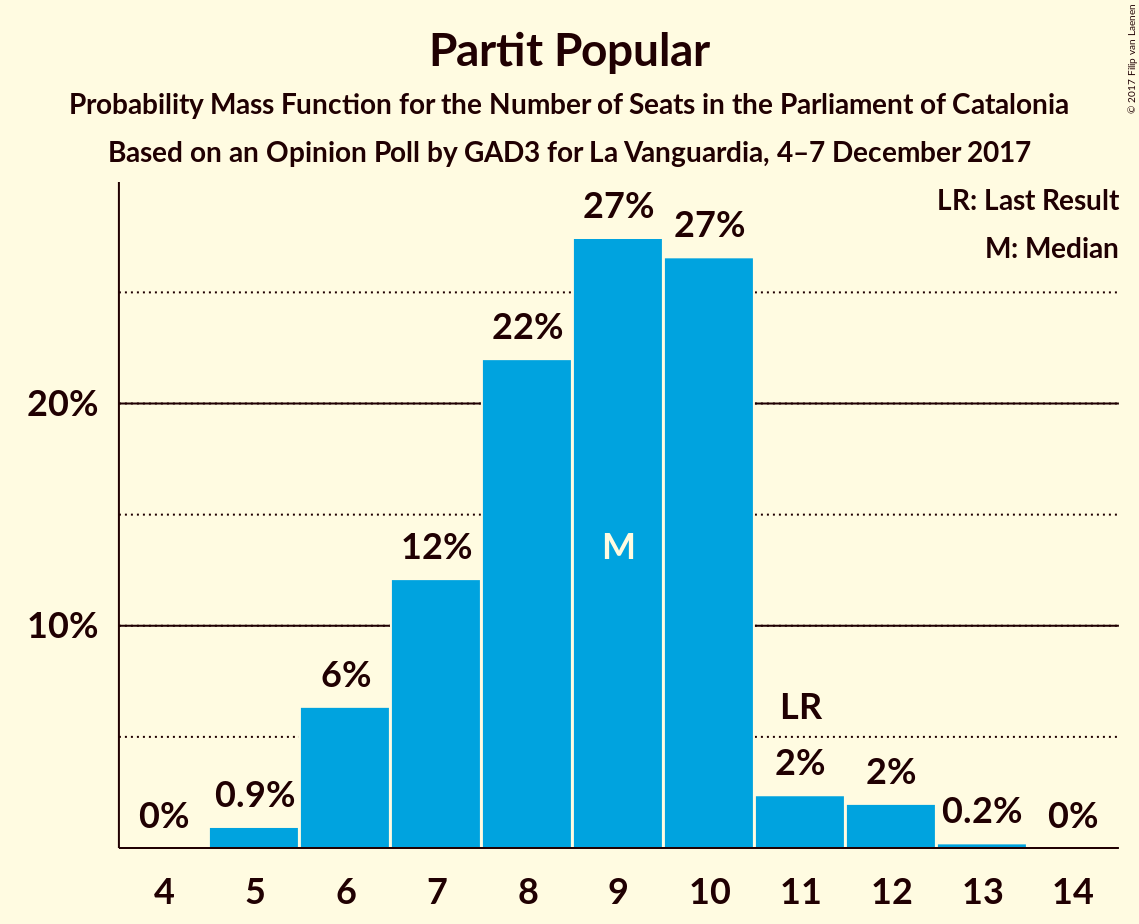 Partit Popular
Probability Mass Function for the Number of Seats in the Parliament of Catalonia
Based on an Opinion Poll by GAD3 for La Vanguardia, 4–7 December 2017
© 2017 Filip van Laenen
LR: Last Result
M: Median
27%
27%
22%
20%
12%
M
10%
6%
LR
2%
2%
0.9%
0.2%
0%
0%
4 5 6 7 8 9 10 11 12 13 14